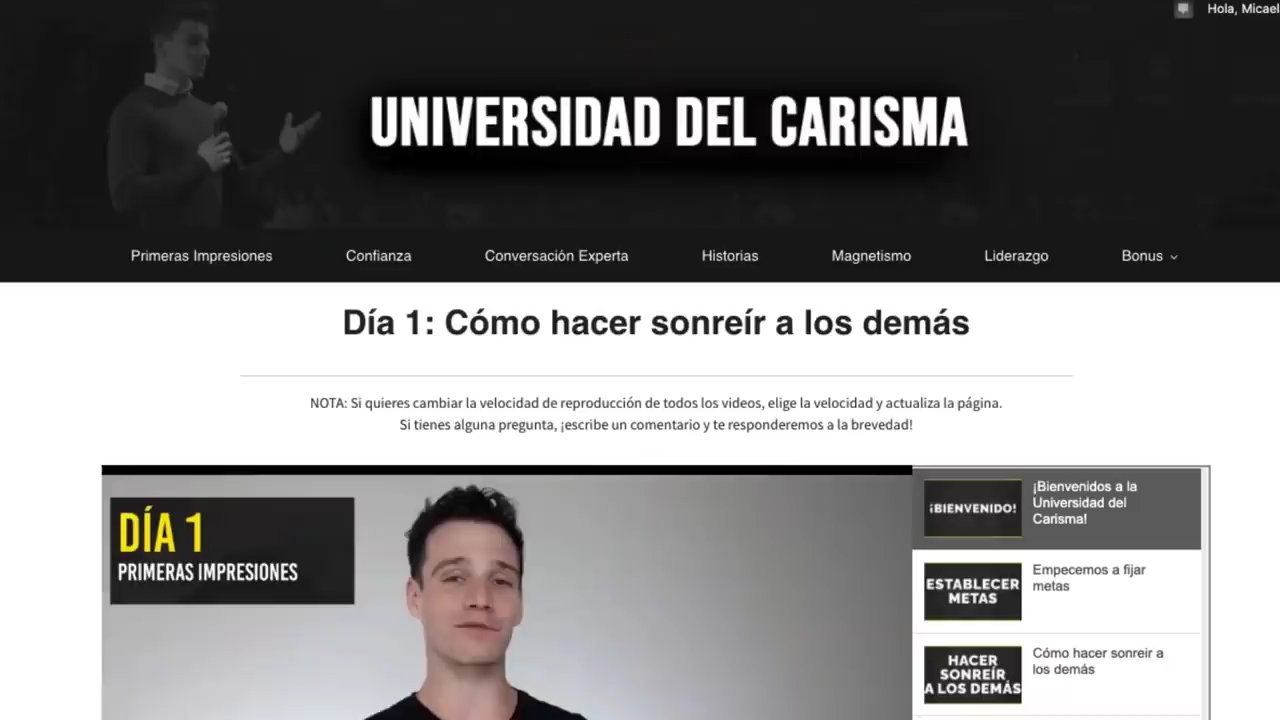 Hola, Micael
UNIVERSIDAD DEL CARISMA
Primeras Impresiones
Confianza
Conversación Experta
Historias
Magnetismo
Liderazgo
Bonus
Día 1: Cómo hacer sonreír a los demás
NOTA: Si quieres cambiar la velocidad de reproducción de todos los videos, elige la velocidad y actualiza la página.
Si tienes alguna pregunta, ¡escribe un comentario y te responderemos a la brevedad!
DÍA 1
PRIMERAS IMPRESIONES
¡BIENVENIDO!
¡Bienvenidos a la
Universidad del
Carisma!
ESTABLECER
METAS
Empecemos a fijar
metas
HACER
SONREÍR
A LOS DEMÁS
Cómo hacer sonreir a
los demás